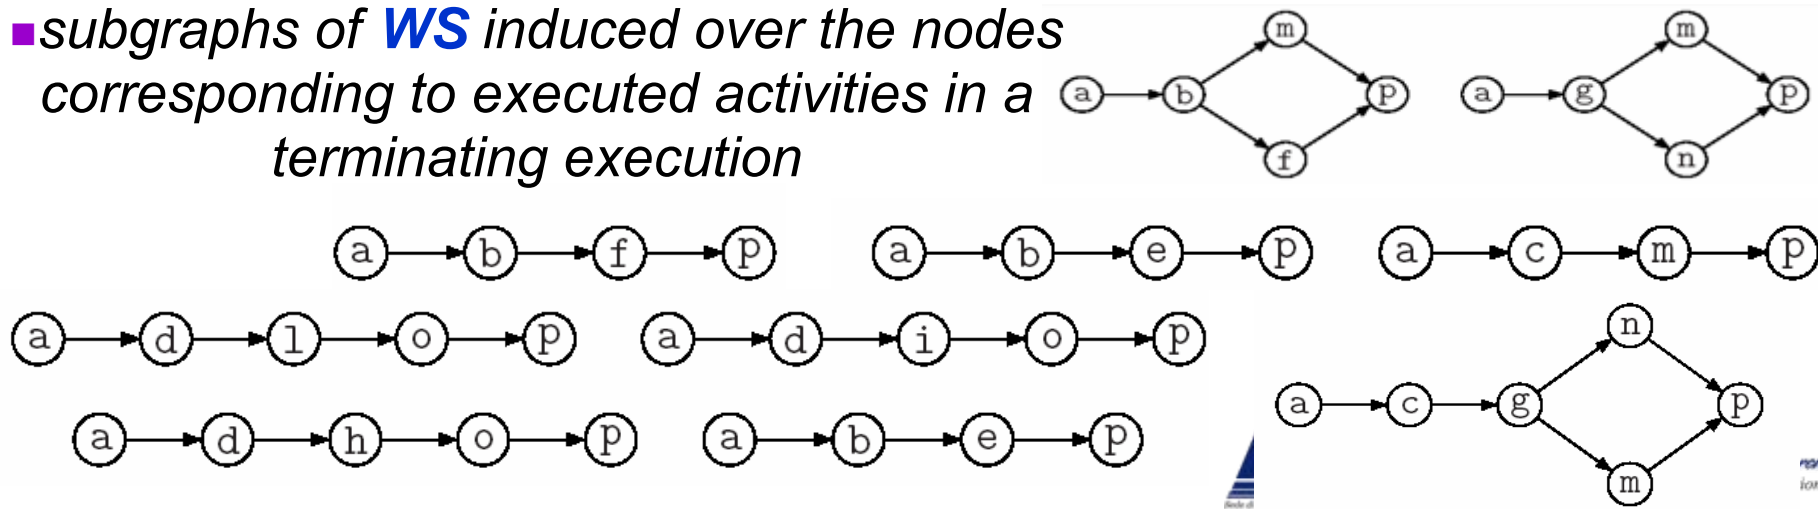 subgraphs of WS induced over the nodes
corresponding to executed activities in a
terminating execution
m
a b p
f
m
a g p
n
a b f p
a b e p
a c m p
a d l o p
a d i o p
n
a c g p
m
a d h o p
a b e p